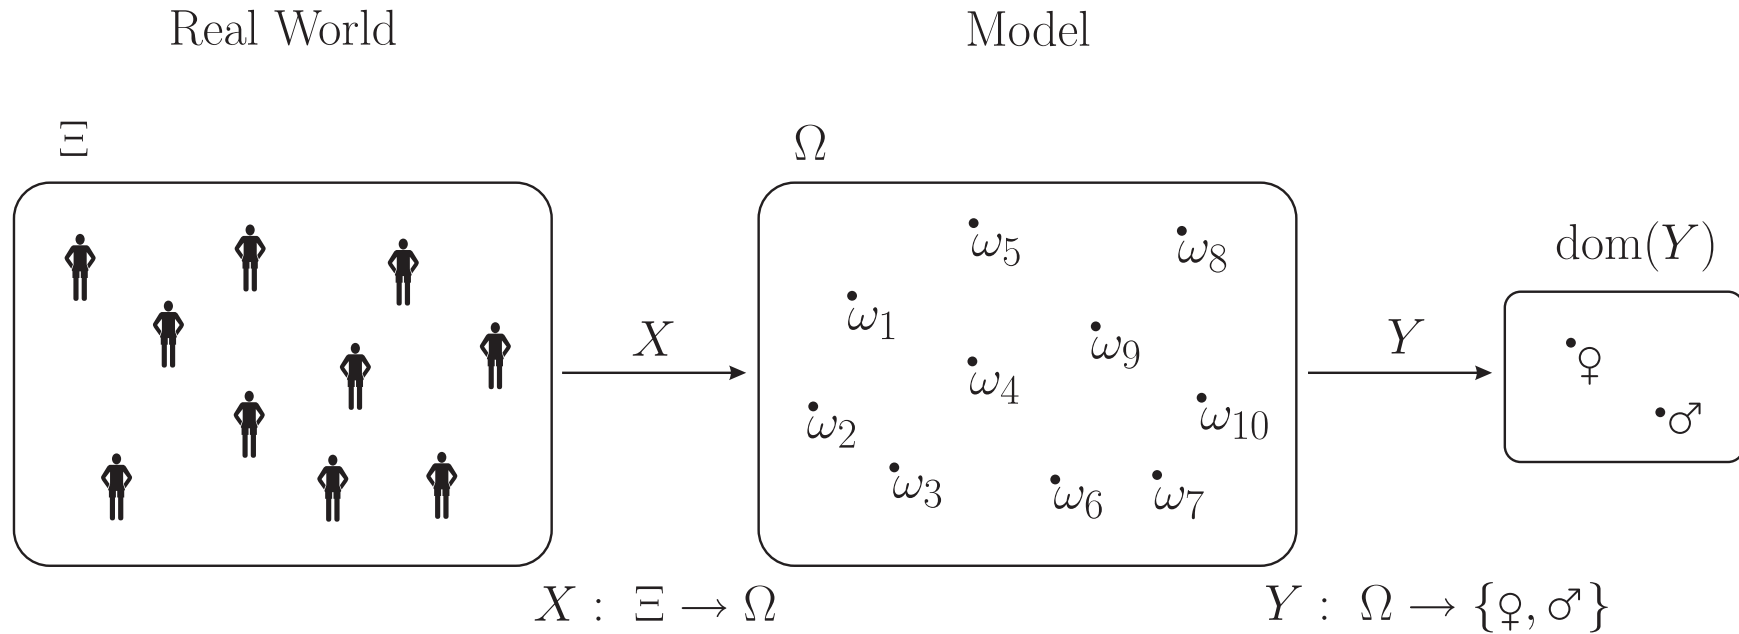 Real World
Model
Ξ
Ω
dom(Y)
ω5
ω8
ω1
ω9
X
Y
♀
ω4
ω10
♂
ω2
ω3
ω6
ω7
X : Ξ → Ω
Y : Ω → {♀, ♂}